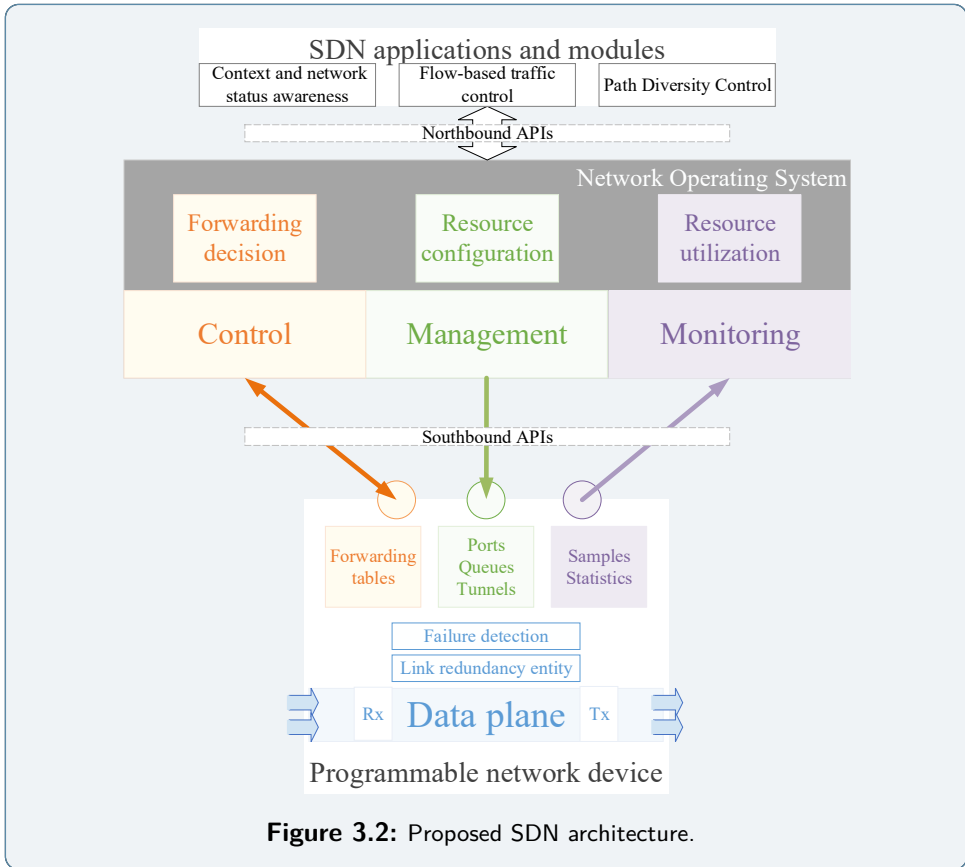 SDN applications and modules
Context and network
status awareness
Flow-based traffic
control
Path Diversity Control
Northbound APIs
Network Operating System
Forwarding
decision
Resource
configuration
Resource
utilization
Control
Management
Monitoring
Southbound APIs
Forwarding
tables
Ports
Queues
Tunnels
Samples
Statistics
Failure detection
Link redundancy entity
Rx
Data plane
Tx
Programmable network device
Figure 3.2: Proposed SDN architecture.